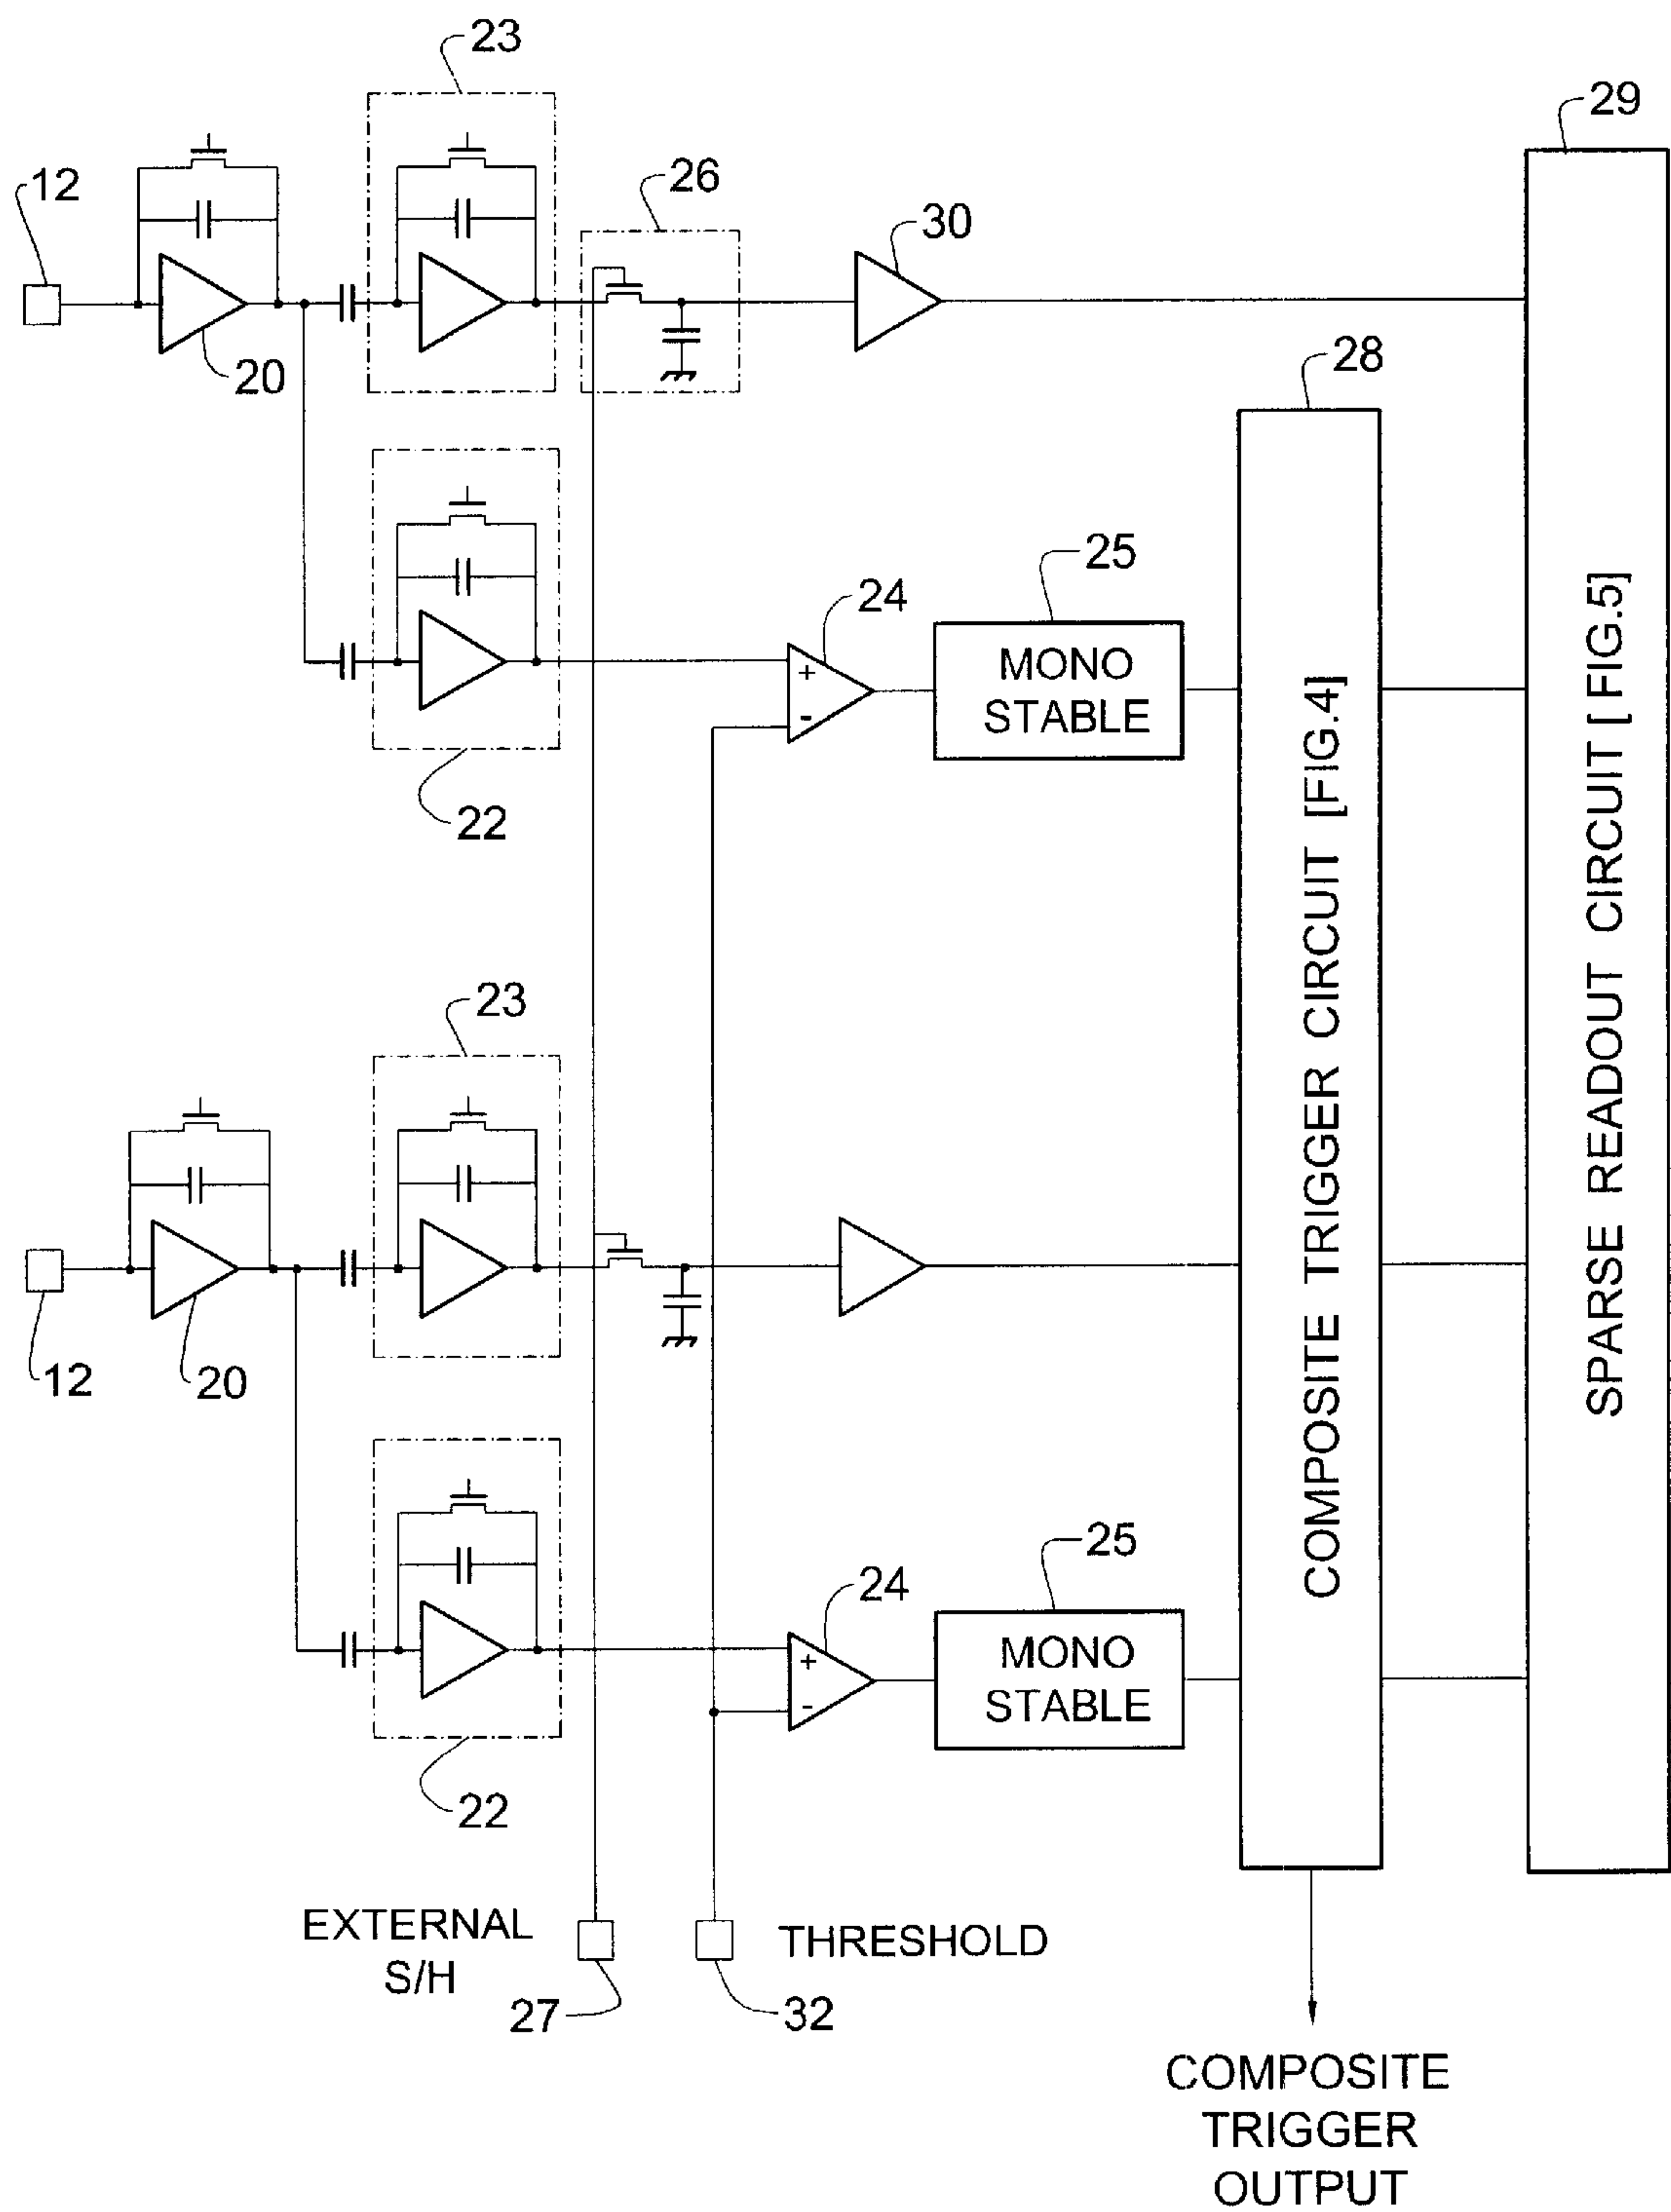 23
29
12
26
30
20
28
25
24
MONO
STABLE
+
-
22
COMPOSITE TRIGGER CIRCUIT [FIG.4]
SPARSE READOUT CIRCUIT [FIG.5]
23
12
20
25
24
MONO
STABLE
+
-
22
EXTERNAL
S/H
THRESHOLD
27
32
COMPOSITE
TRIGGER
OUTPUT